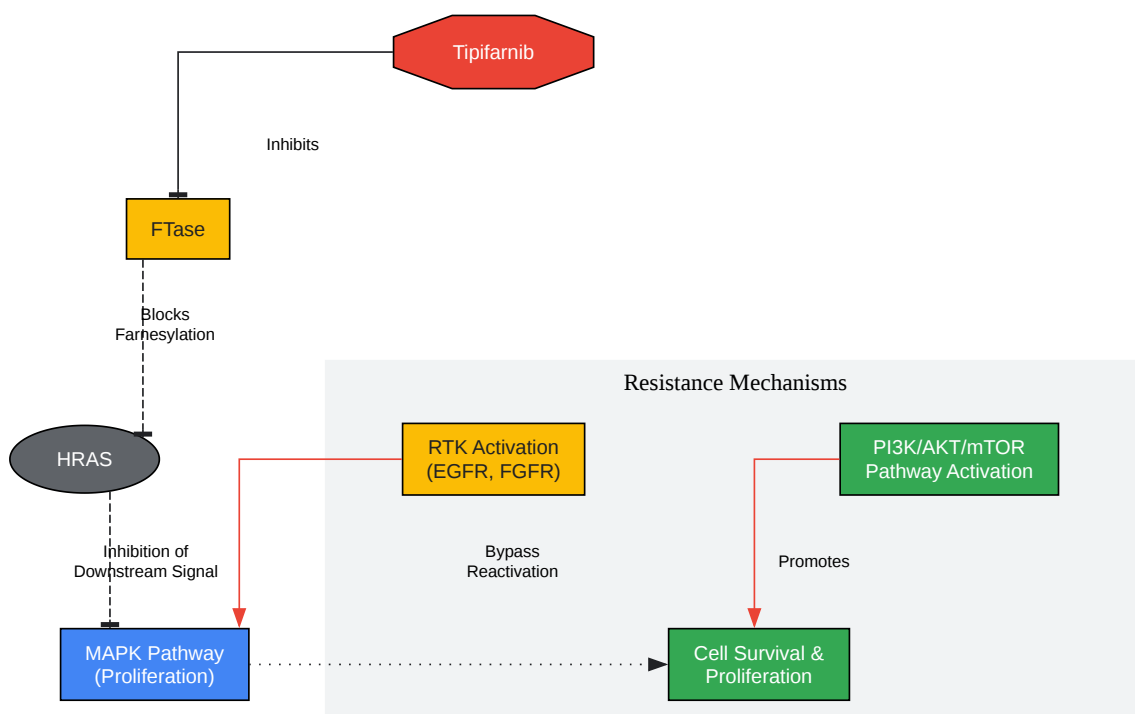 Tipifarnib
Inhibits
FTase
Blocks
Farnesylation
Resistance Mechanisms
RTK Activation
(EGFR, FGFR)
PI3K/AKT/mTOR
Pathway Activation
HRAS
Inhibition of
Downstream Signal
Bypass
Reactivation
Promotes
MAPK Pathway
(Proliferation)
Cell Survival &
Proliferation